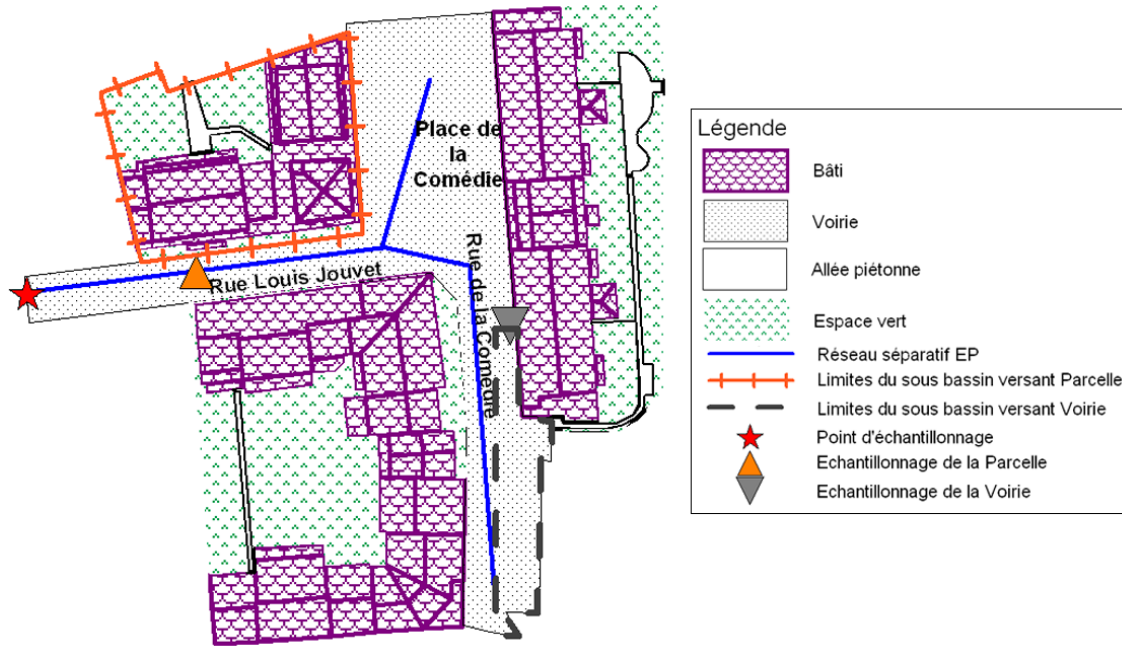 Place de
la
Comédie
Rue Louis Jouvet
Rue de la Comédie
Légende
Bâti
Voirie
Allée piétonne
Espace vert
Réseau séparatif EP
Limites du sous bassin versant Parcelle
Limites du sous bassin versant Voirie
Point d'échantillonnage
Echantillonnage de la Parcelle
Echantillonnage de la Voirie